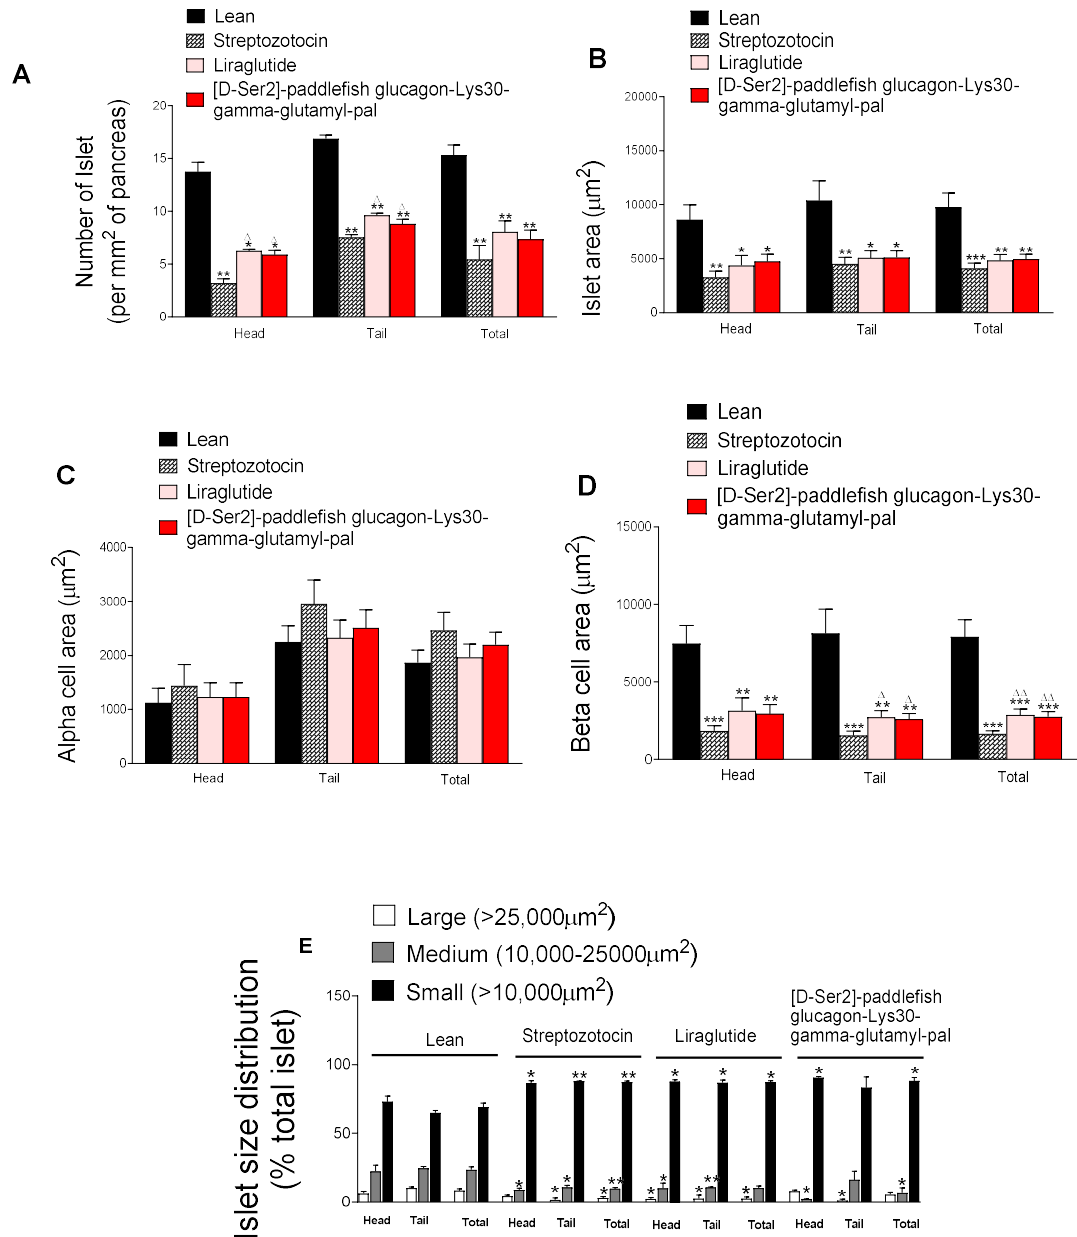 A
Lean
Streptozotocin
Liraglutide
[D-Ser2]-paddlefish glucagon-Lys30-
gamma-glutamyl-pal
Number of Islet
(per mm2 of pancreas)
20
15
10
5
0
** Δ * Δ *
** Δ ** Δ **
** ** **
Head Tail Total
B
Lean
Streptozotocin
Liraglutide
[D-Ser2]-paddlefish glucagon-Lys30-
gamma-glutamyl-pal
Islet area (μm2)
20000
15000
10000
5000
0
** * *
** * *
*** ** **
Head Tail Total
C
Lean
Streptozotocin
Liraglutide
[D-Ser2]-paddlefish glucagon-Lys30-
gamma-glutamyl-pal
Alpha cell area (μm2)
4000
3000
2000
1000
0
Head Tail Total
D
Lean
Streptozotocin
Liraglutide
[D-Ser2]-paddlefish glucagon-Lys30-
gamma-glutamyl-pal
Beta cell area (μm2)
15000
10000
5000
0
*** ** **
*** Δ ** Δ **
*** ΔΔ *** ΔΔ ***
Head Tail Total
E
Large (>25,000μm2)
Medium (10,000-25000μm2)
Small (>10,000μm2)
Islet size distribution
(% total islet)
150
100
50
0
Lean
Streptozotocin
Liraglutide
[D-Ser2]-paddlefish
glucagon-Lys30-
gamma-glutamyl-pal
* ** ** * * * * *
* * * * ** * * * ** * * * *
Head Tail Total Head Tail Total Head Tail Total Head Tail Total